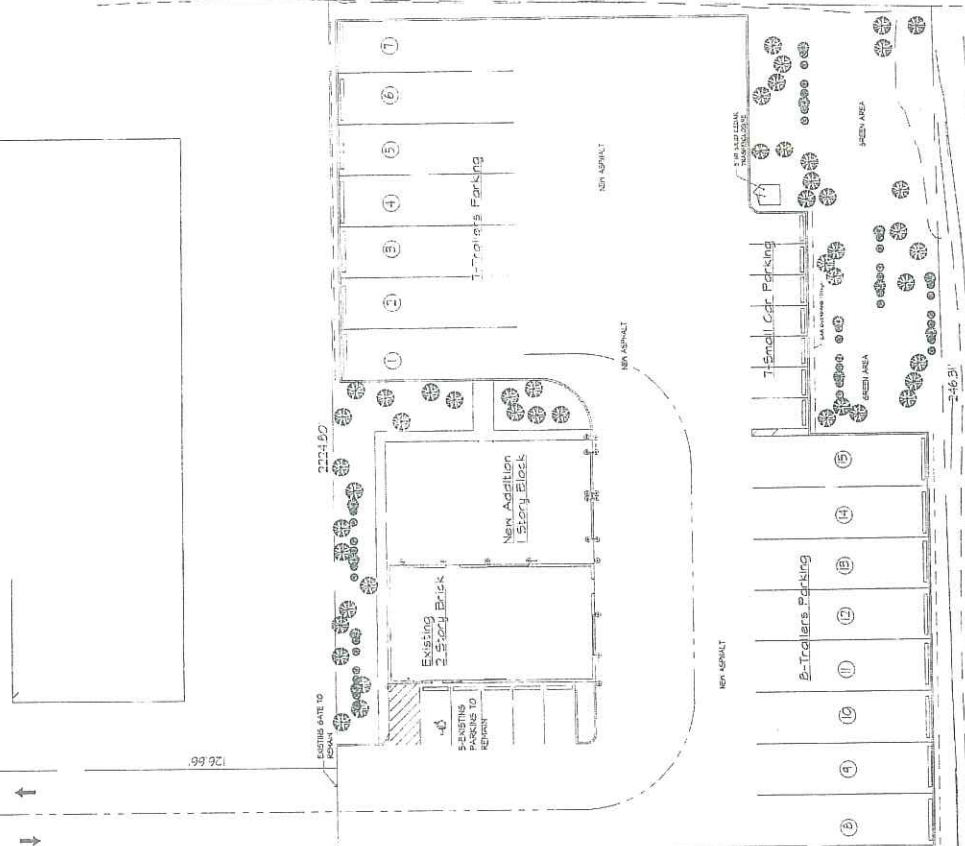 7
6
5
4
3
2
1
7-Trailers Parking
NEW ASPHALT
NEW ASPHALT
NEW ASPHALT
GREEN AREA
GREEN AREA
7-Small Car Parking
246.31'
2224.80'
New Addition
1 Story Block
Existing
2 Story Brick
5-EXISTING
PARKING TO
REMAIN
EXISTING GATE TO
REMAIN
126.66'
8-Trailers Parking
15
14
13
12
11
10
9
8